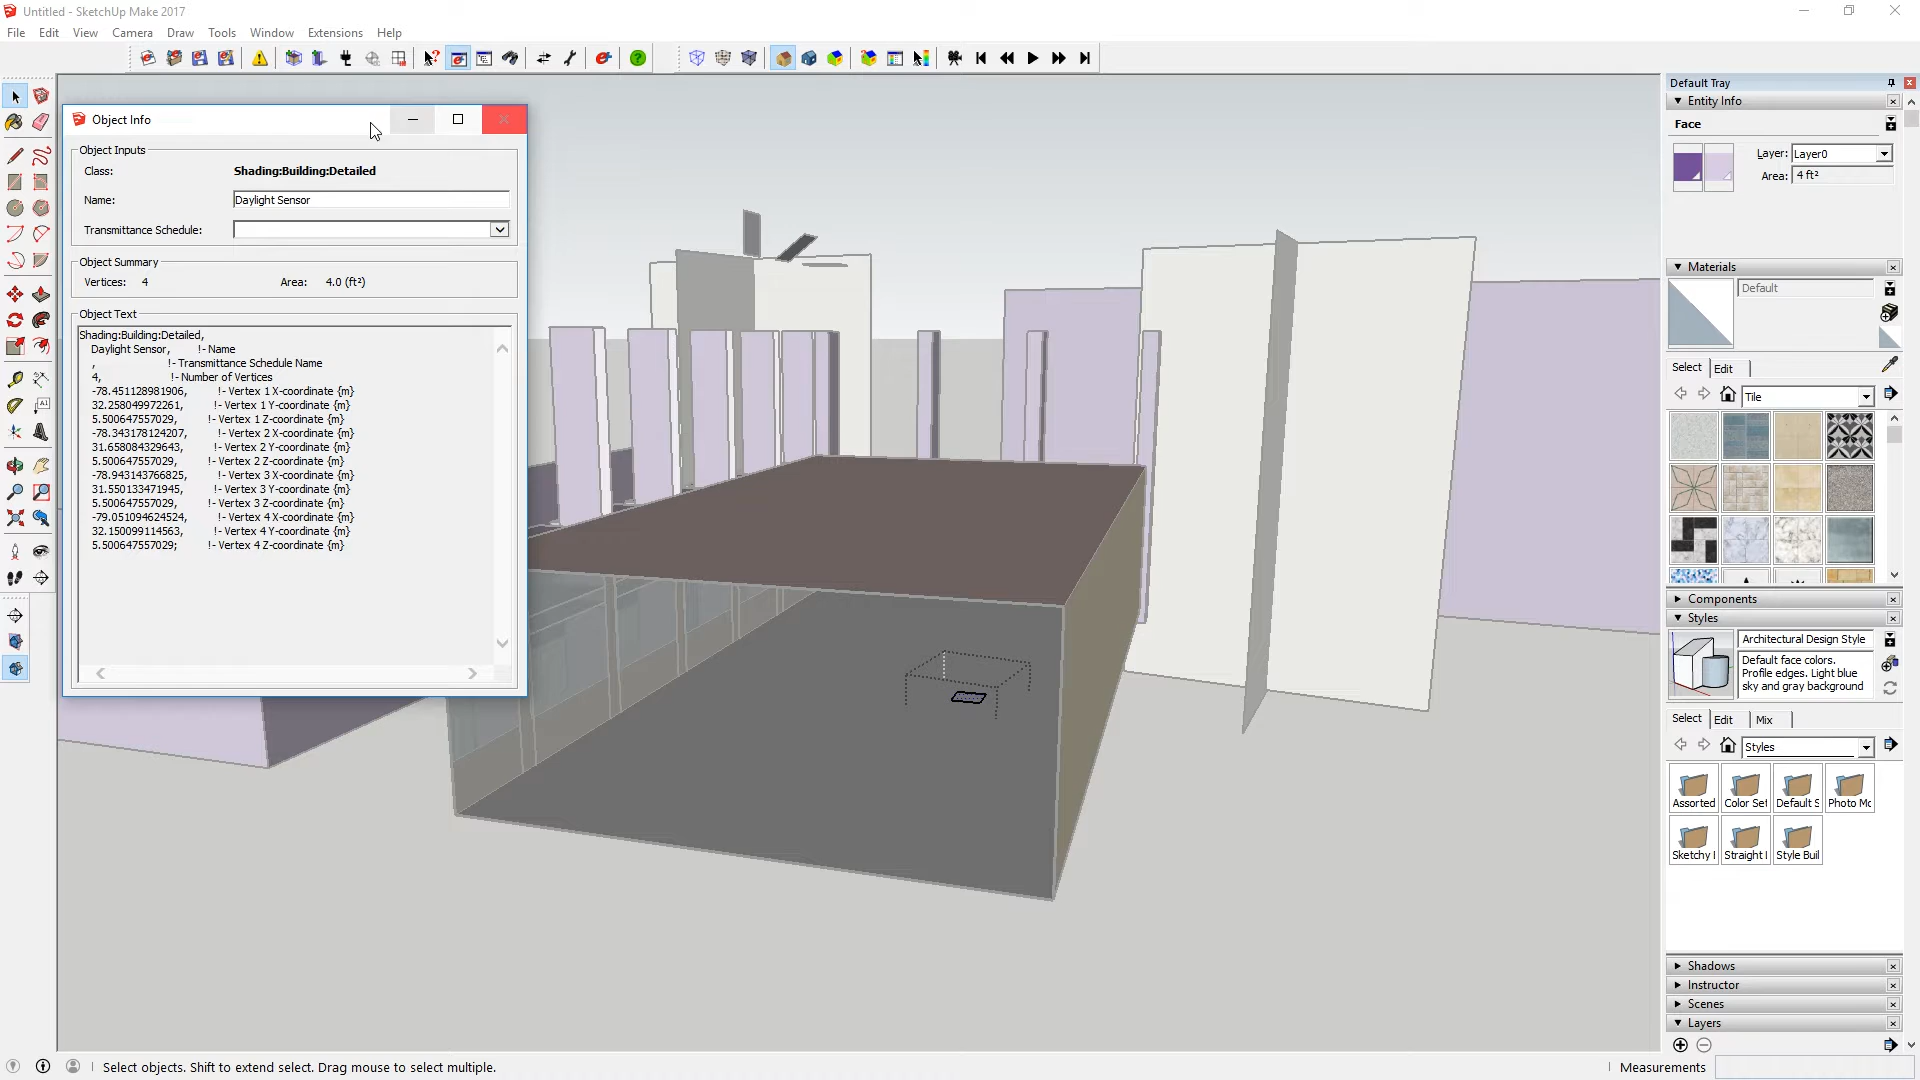 Untitled - SketchUp Make 2017
File Edit View Camera Draw Tools Window Extensions Help
Default Tray
Entity Info
Face
Layer: Layer0
Area: 4 ft²
Materials
Default
Select Edit
Tile
Components
Styles
Architectural Design Style
Default face colors.
Profile edges. Light blue
sky and gray background
Select Edit Mix
Styles
Assorted Color Set Default S Photo Mo
Sketchy I Straight I Style Buil
Shadows
Instructor
Scenes
Layers
Object Info
Object Inputs
Class: Shading:Building:Detailed
Name: Daylight Sensor
Transmittance Schedule:
Object Summary
Vertices: 4 Area: 4.0 (ft²)
Object Text
Shading:Building:Detailed,
Daylight Sensor, !- Name
, !- Transmittance Schedule Name
4, !- Number of Vertices
-78.451128981906, !- Vertex 1 X-coordinate {m}
32.258049972261, !- Vertex 1 Y-coordinate {m}
5.500647557029, !- Vertex 1 Z-coordinate {m}
-78.343178124207, !- Vertex 2 X-coordinate {m}
31.658084329643, !- Vertex 2 Y-coordinate {m}
5.500647557029, !- Vertex 2 Z-coordinate {m}
-78.943143766825, !- Vertex 3 X-coordinate {m}
31.550133471945, !- Vertex 3 Y-coordinate {m}
5.500647557029, !- Vertex 3 Z-coordinate {m}
-79.051094624524, !- Vertex 4 X-coordinate {m}
32.150099114563, !- Vertex 4 Y-coordinate {m}
5.500647557029; !- Vertex 4 Z-coordinate {m}
Select objects. Shift to extend select. Drag mouse to select multiple.
Measurements